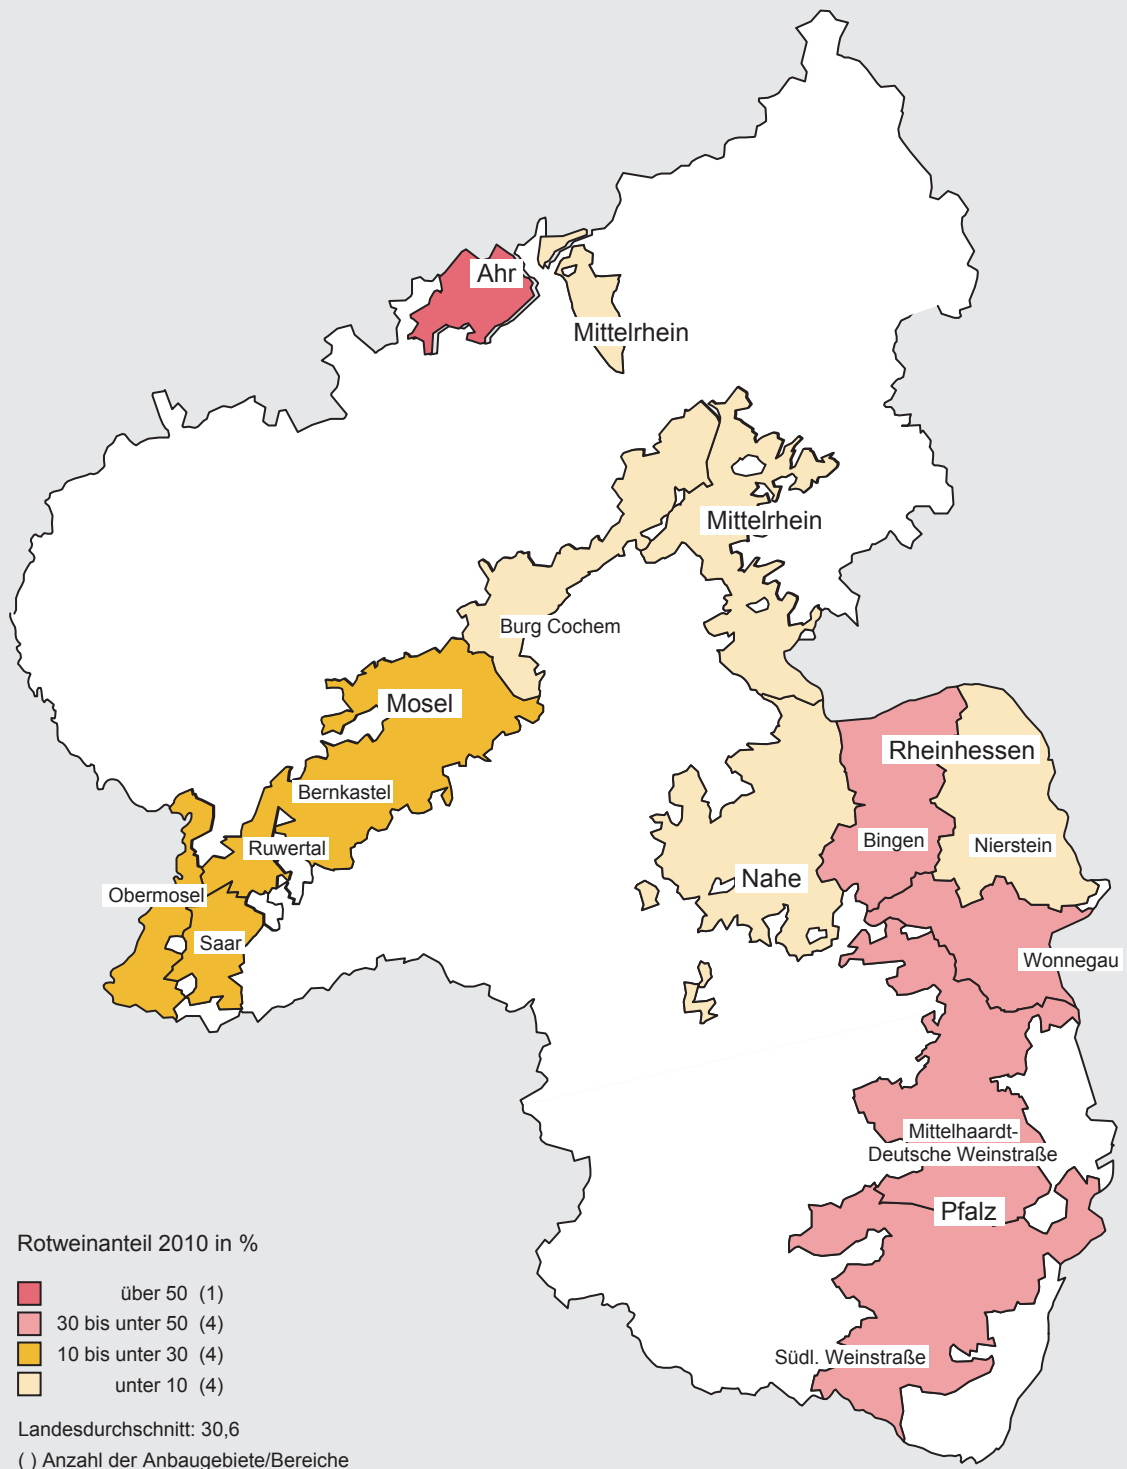 Ahr
Mittelrhein
Mittelrhein
Burg Cochem
Mosel
Rheinhessen
Bernkastel
Bingen
Nierstein
Ruwertal
Nahe
Obermosel
Saar
Wonnegau
Mittelhaardt-
Deutsche Weinstraße
Pfalz
Südl. Weinstraße
Rotweinanteil 2010 in %
über 50 (1)
30 bis unter 50 (4)
10 bis unter 30 (4)
unter 10 (4)
Landesdurchschnitt: 30,6
( ) Anzahl der Anbaugebiete/Bereiche